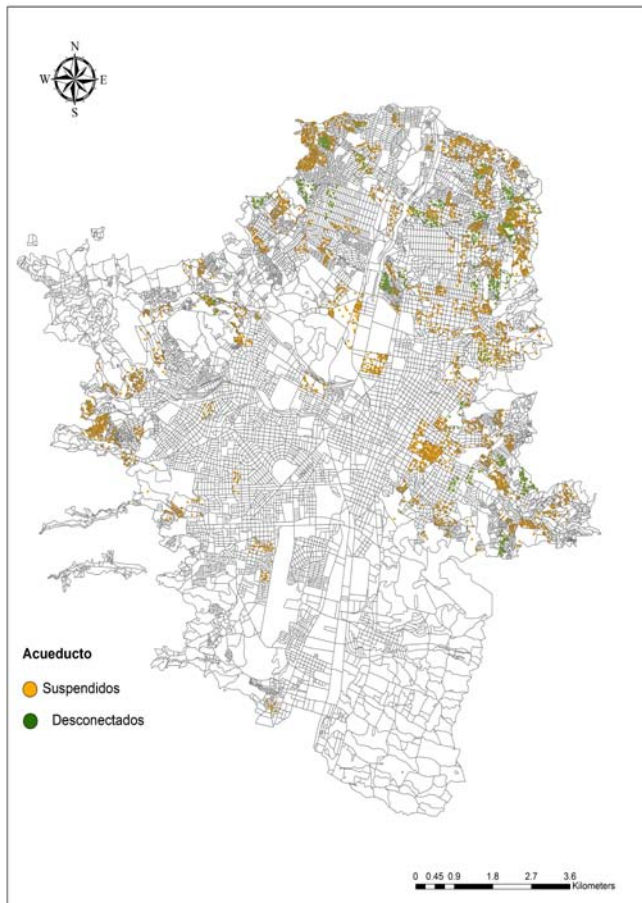 N
W E
S
Acueducto
Suspendidos
Desconectados
0 0.45 0.9 1.8 2.7 3.6
Kilometers